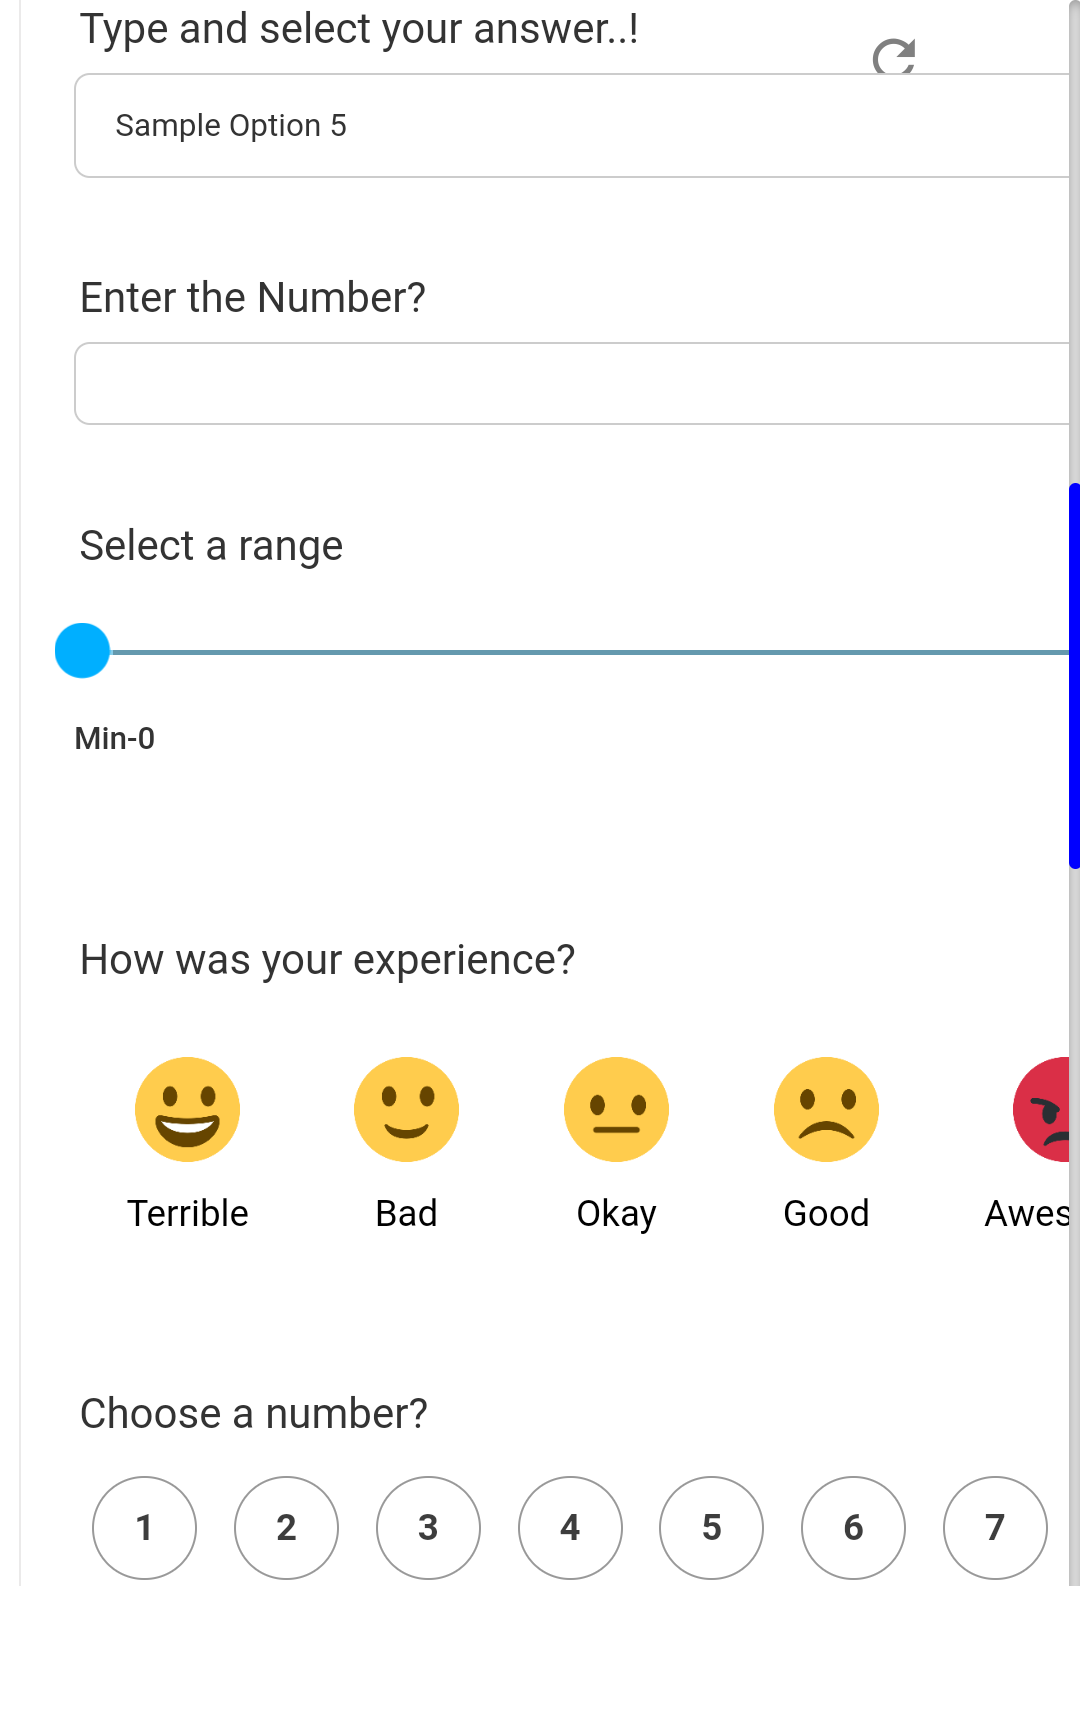 Type and select your answer..!
Sample Option 5
Enter the Number?
Select a range
Min-0
How was your experience?
Terrible Bad Okay Good Awes
Choose a number?
1 2 3 4 5 6 7